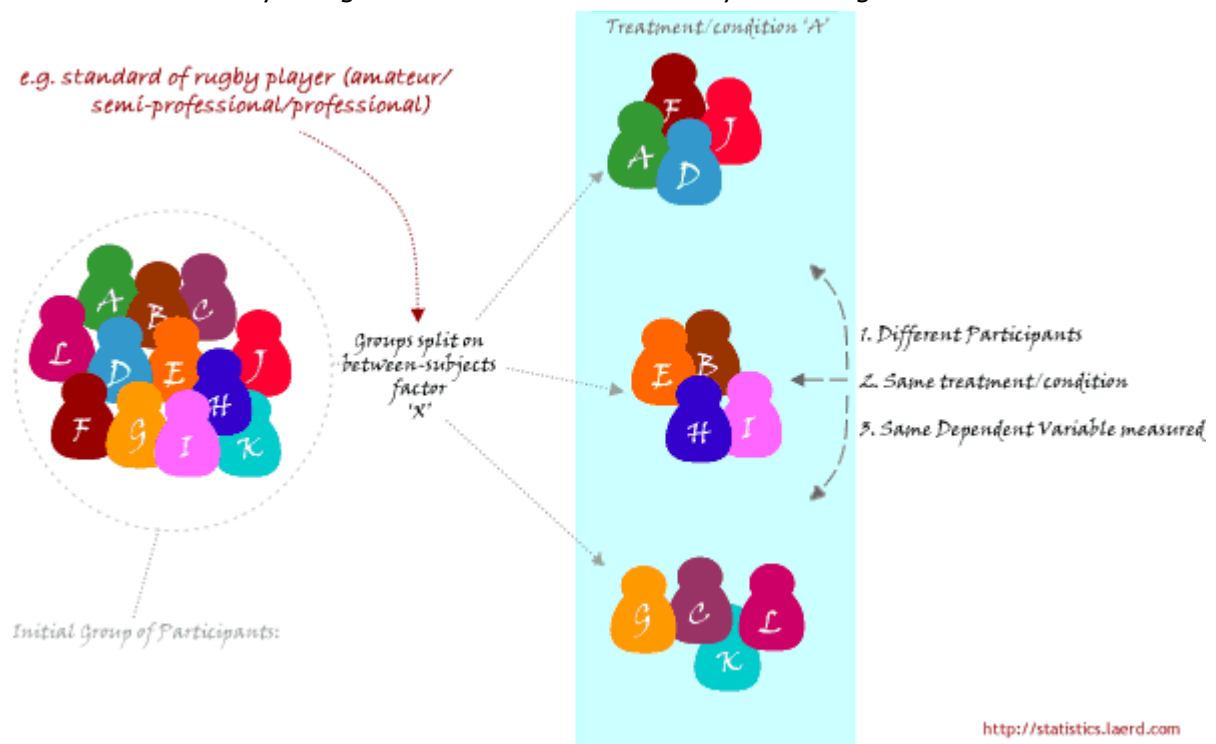 Treatment/condition 'A'
e.g. standard of rugby player (amateur/
semi-professional/professional)
F
J
A
D
A
B
C
L
D
E
J
H
F
G
I
K
Groups split on
between-subjects
factor
'X'
E
B
H
I
1. Different Participants
2. Same treatment/condition
3. Same Dependent Variable measured
G
C
L
K
Initial Group of Participants:
http://statistics.laerd.com